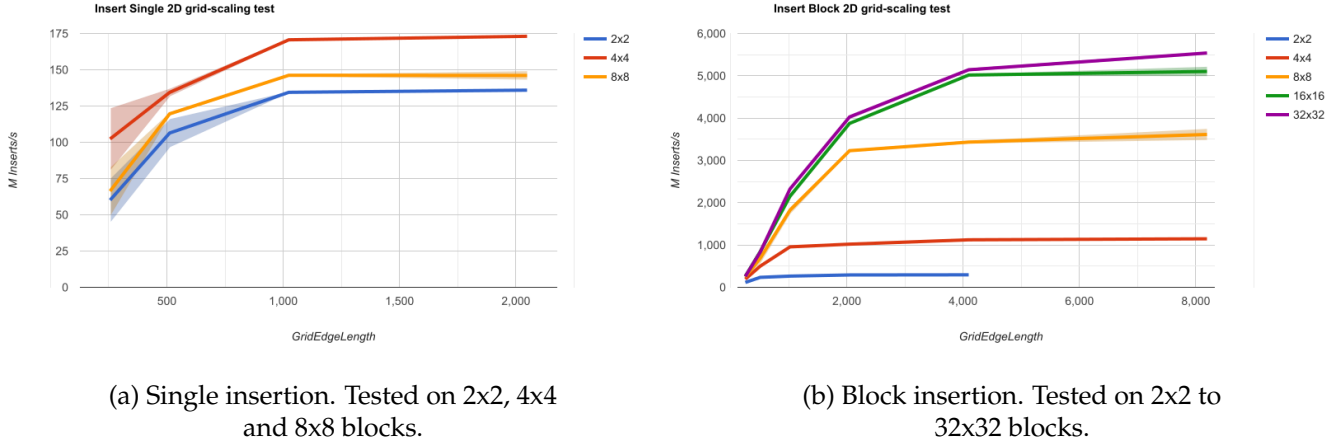 Insert Single 2D grid-scaling test
175
150
125
100
75
50
25
0
M Inserts/s
500
1,000
1,500
2,000
GridEdgeLength
2x2
4x4
8x8
(a) Single insertion. Tested on 2x2, 4x4
and 8x8 blocks.
Insert Block 2D grid-scaling test
6,000
5,000
4,000
3,000
2,000
1,000
0
M Inserts/s
2,000
4,000
6,000
8,000
GridEdgeLength
2x2
4x4
8x8
16x16
32x32
(b) Block insertion. Tested on 2x2 to
32x32 blocks.